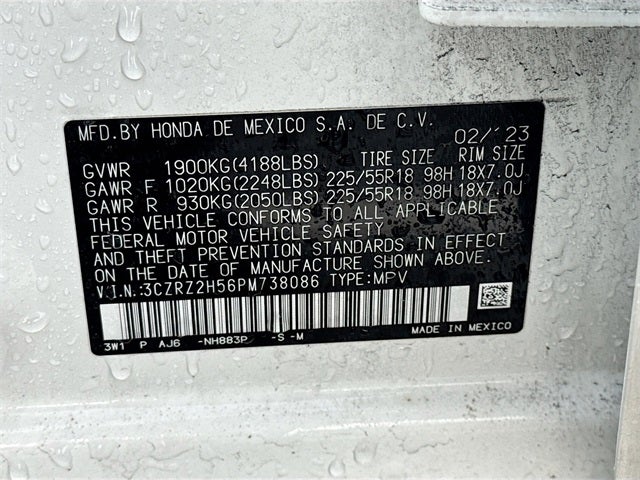 MFD.BY HONDA DE MEXICO S.A. DE C.V. 02/'23
GVWR 1900KG(4188LBS) TIRE SIZE RIM SIZE
GAWR F 1020KG(2248LBS) 225/55R18 98H 18X7.0J
GAWR R 930KG(2050LBS) 225/55R18 98H 18X7.0J
THIS VEHICLE CONFORMS TO ALL APPLICABLE
FEDERAL MOTOR VEHICLE SAFETY
AND THEFT PREVENTION STANDARDS IN EFFECT
ON THE DATE OF MANUFACTURE SHOWN ABOVE.
V.I.N.:3CZRZ2H56PM738086 TYPE:MPV
3W1 P AJ6 -NH883P -S -M
MADE IN MEXICO